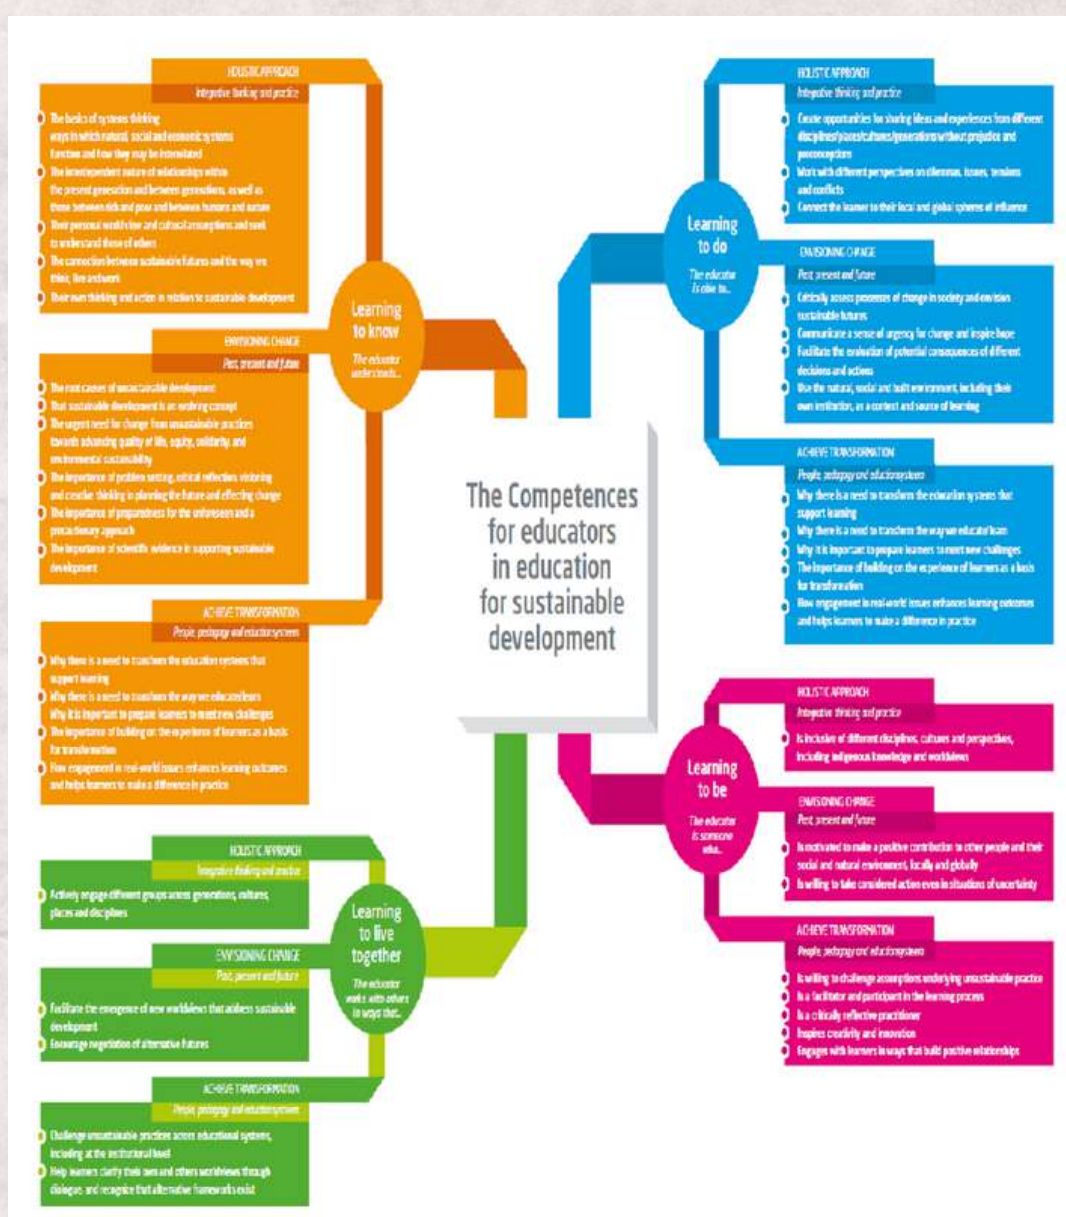 The Competences
for educators
in education
for sustainable
development
Learning
to know
The educator
understands...
HOLISTIC APPROACH
Integrative thinking and practice
The basics of systems thinking
ways in which natural, social and economic systems
function and how they may be interrelated
The interdependent nature of relationships within
the present generation and between generations, as well as
those between rich and poor and between humans and nature
Their personal world view and cultural assumptions and seek
to understand those of others
The connection between sustainable futures and the way we
think, live and work
Their own thinking and action in relation to sustainable development
ENVISIONING CHANGE
Past, present and future
The root causes of unsustainable development
That sustainable development is an evolving concept
The urgent need for change from unsustainable practices
towards advancing quality of life, equity, solidarity, and
environmental sustainability
The importance of problem setting, critical reflection, visioning
and creative thinking in planning the future and effecting change
The importance of preparedness for the unforeseen and a
precautionary approach
The importance of scientific evidence in supporting sustainable
development
ACHIEVE TRANSFORMATION
People, pedagogy and eductionsystems
Why there is a need to transform the education systems that
support learning
Why there is a need to transform the way we educate/learn
Why it is important to prepare learners to meet new challenges
The importance of building on the experience of learners as a basis
for transformation
How engagement in real-world issues enhances learning outcomes
and helps learners to make a difference in practice
Learning
to do
The educator
is able to...
HOLISTIC APPROACH
Integrative thinking and practice
Create opportunities for sharing ideas and experiences from different
disciplines/places/cultures/generations without prejudice and
preconceptions
Work with different perspectives on dilemmas, issues, tensions
and conflicts
Connect the learner to their local and global spheres of influence
ENVISIONING CHANGE
Past, present and future
Critically assess processes of change in society and envision
sustainable futures
Communicate a sense of urgency for change and inspire hope
Facilitate the evaluation of potential consequences of different
decisions and actions
Use the natural, social and built environment, including their
own institution, as a context and source of learning
ACHIEVE TRANSFORMATION
People, pedagogy and eductionsystems
Why there is a need to transform the education systems that
support learning
Why there is a need to transform the way we educate/learn
Why it is important to prepare learners to meet new challenges
The importance of building on the experience of learners as a basis
for transformation
How engagement in real-world issues enhances learning outcomes
and helps learners to make a difference in practice
Learning
to live
together
The educator
works with others
in ways that...
HOLISTIC APPROACH
Integrative thinking and practice
Actively engage different groups across generations, cultures,
places and disciplines
ENVISIONING CHANGE
Past, present and future
Facilitate the emergence of new worldviews that address sustainable
development
Encourage negotiation of alternative futures
ACHIEVE TRANSFORMATION
People, pedagogy and eductionsystems
Challenge unsustainable practices across educational systems,
including at the institutional level
Help learners clarify their own and others worldviews through
dialogue, and recognize that alternative frameworks exist
Learning
to be
The educator
is someone
who...
HOLISTIC APPROACH
Integrative thinking and practice
Is inclusive of different disciplines, cultures and perspectives,
including indigenous knowledge and worldviews
ENVISIONING CHANGE
Past, present and future
Is motivated to make a positive contribution to other people and their
social and natural environment, locally and globally
Is willing to take considered action even in situations of uncertainty
ACHIEVE TRANSFORMATION
People, pedagogy and eductionsystems
Is willing to challenge assumptions underlying unsustainable practice
Is a facilitator and participant in the learning process
Is a critically reflective practitioner
Inspires creativity and innovation
Engages with learners in ways that build positive relationships